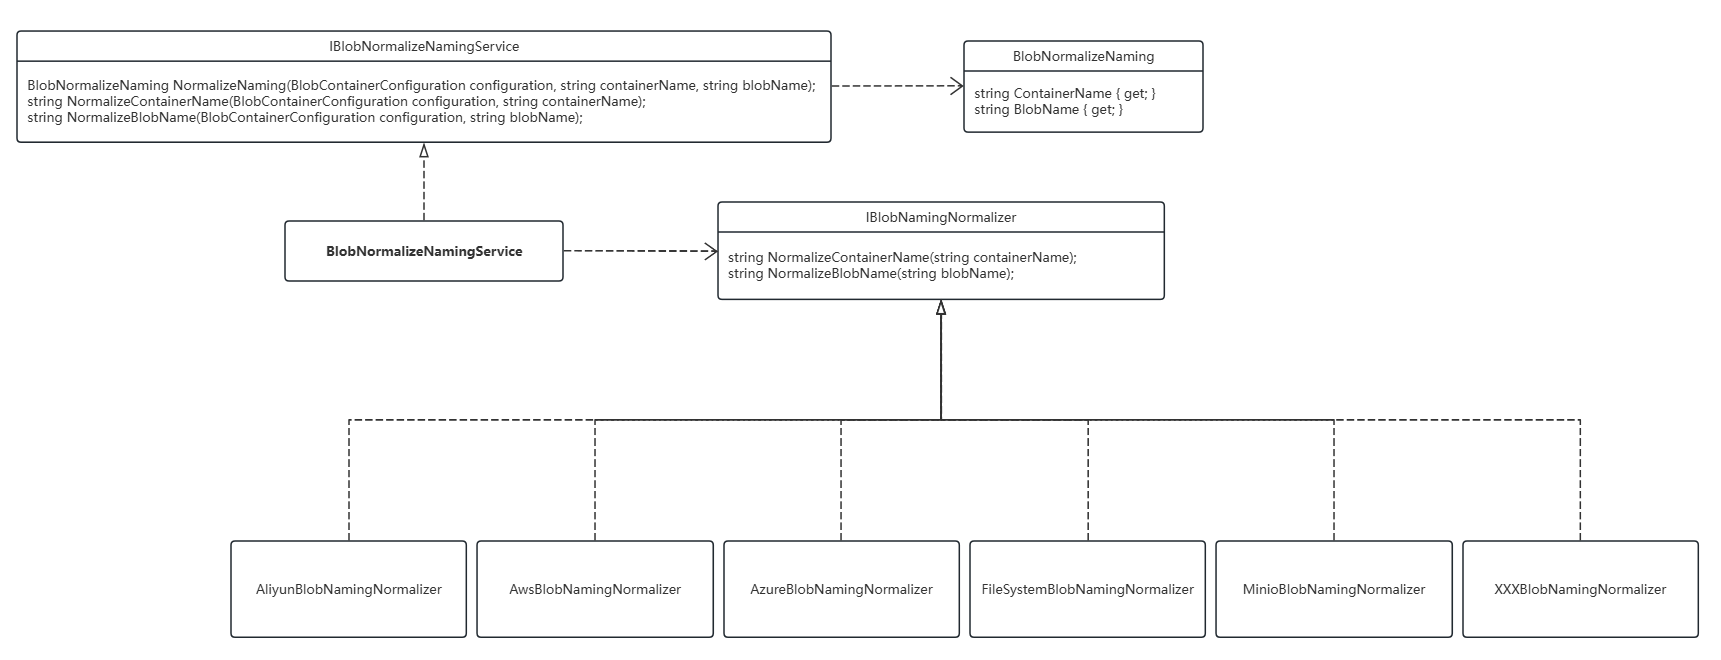 IBlobNormalizeNamingService
BlobNormalizeNaming NormalizeNaming(BlobContainerConfiguration configuration, string containerName, string blobName);
string NormalizeContainerName(BlobContainerConfiguration configuration, string containerName);
string NormalizeBlobName(BlobContainerConfiguration configuration, string blobName);
BlobNormalizeNaming
string ContainerName { get; }
string BlobName { get; }
BlobNormalizeNamingService
IBlobNamingNormalizer
string NormalizeContainerName(string containerName);
string NormalizeBlobName(string blobName);
AliyunBlobNamingNormalizer
AwsBlobNamingNormalizer
AzureBlobNamingNormalizer
FileSystemBlobNamingNormalizer
MinioBlobNamingNormalizer
XXXBlobNamingNormalizer